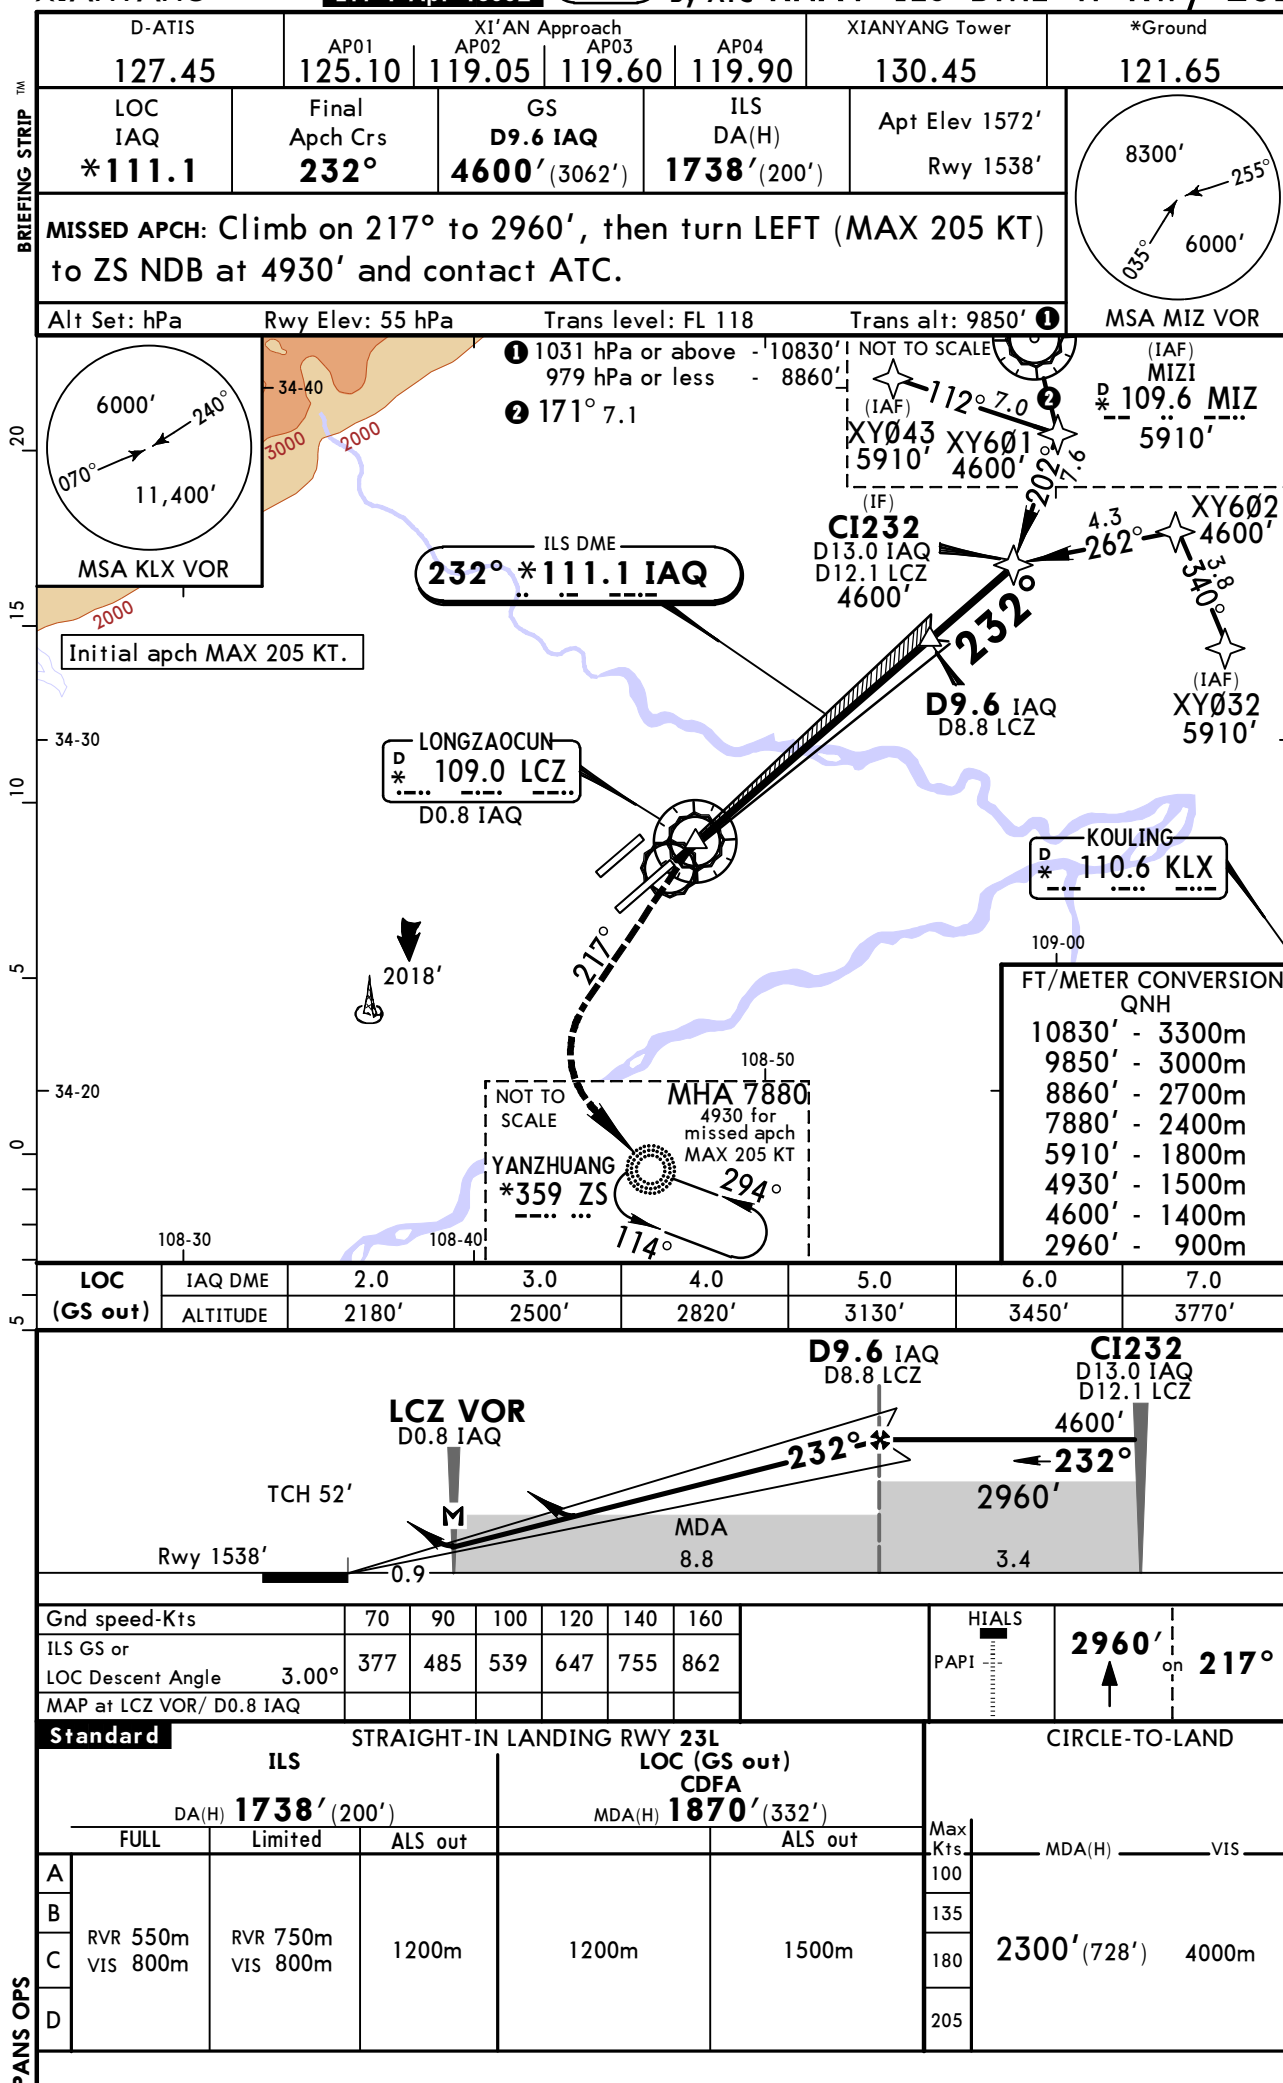 D-ATIS
127.45
XI'AN Approach
AP01 AP02 AP03 AP04
125.10 119.05 119.60 119.90
XIANYANG Tower
130.45
*Ground
121.65
BRIEFING STRIP TM
LOC
IAQ
*111.1
Final
Apch Crs
232°
GS
D9.6 IAQ
4600'(3062')
ILS
DA(H)
1738'(200')
Apt Elev 1572'
Rwy 1538'
8300'
255°
035°
6000'
MSA MIZ VOR
MISSED APCH: Climb on 217° to 2960', then turn LEFT (MAX 205 KT)
to ZS NDB at 4930' and contact ATC.
Alt Set: hPa Rwy Elev: 55 hPa Trans level: FL 118 Trans alt: 9850' 1
6000'
240°
070°
11,400'
MSA KLX VOR
34-40
3000
2000
1 1031 hPa or above - 10830'
979 hPa or less - 8860'
2 171° 7.1
NOT TO SCALE
(IAF)
XYØ43
5910'
112° 7.0
XY6Ø1
4600'
2
(IAF)
MIZI
D
* 109.6 MIZ
5910'
202°
7.6
(IF)
CI232
D13.0 IAQ
D12.1 LCZ
4600'
4.3
262°
XY6Ø2
4600'
3.8
340°
(IAF)
XYØ32
5910'
ILS DME
232° *111.1 IAQ
232°
2000
Initial apch MAX 205 KT.
D9.6 IAQ
D8.8 LCZ
34-30
LONGZAOCUN
D
* 109.0 LCZ
D0.8 IAQ
KOULING
D
* 110.6 KLX
109-00
217°
2018'
20
15
10
5
0
5
FT/METER CONVERSION
QNH
10830' - 3300m
9850' - 3000m
8860' - 2700m
7880' - 2400m
5910' - 1800m
4930' - 1500m
4600' - 1400m
2960' - 900m
34-20
108-50
NOT TO
SCALE
MHA 7880
4930 for
missed apch
MAX 205 KT
YANZHUANG
*359 ZS
294°
114°
108-30
108-40
LOC
(GS out)
IAQ DME 2.0 3.0 4.0 5.0 6.0 7.0
ALTITUDE 2180' 2500' 2820' 3130' 3450' 3770'
D9.6 IAQ
D8.8 LCZ
CI232
D13.0 IAQ
D12.1 LCZ
LCZ VOR
D0.8 IAQ
4600'
232°
232°
TCH 52'
M
2960'
MDA
Rwy 1538'
0.9
8.8
3.4
Gnd speed-Kts 70 90 100 120 140 160
ILS GS or
LOC Descent Angle 3.00° 377 485 539 647 755 862
MAP at LCZ VOR/ D0.8 IAQ
HIALS
PAPI
2960'
on 217°
Standard
STRAIGHT-IN LANDING RWY 23L
CIRCLE-TO-LAND
ILS
LOC (GS out)
CDFA
DA(H) 1738'(200')
MDA(H) 1870'(332')
FULL Limited ALS out
ALS out
Max
Kts
MDA(H) VIS
A
B
C
D
RVR 550m
VIS 800m
RVR 750m
VIS 800m
1200m
1200m
1500m
100
135
180
205
2300'(728') 4000m
PANS OPS